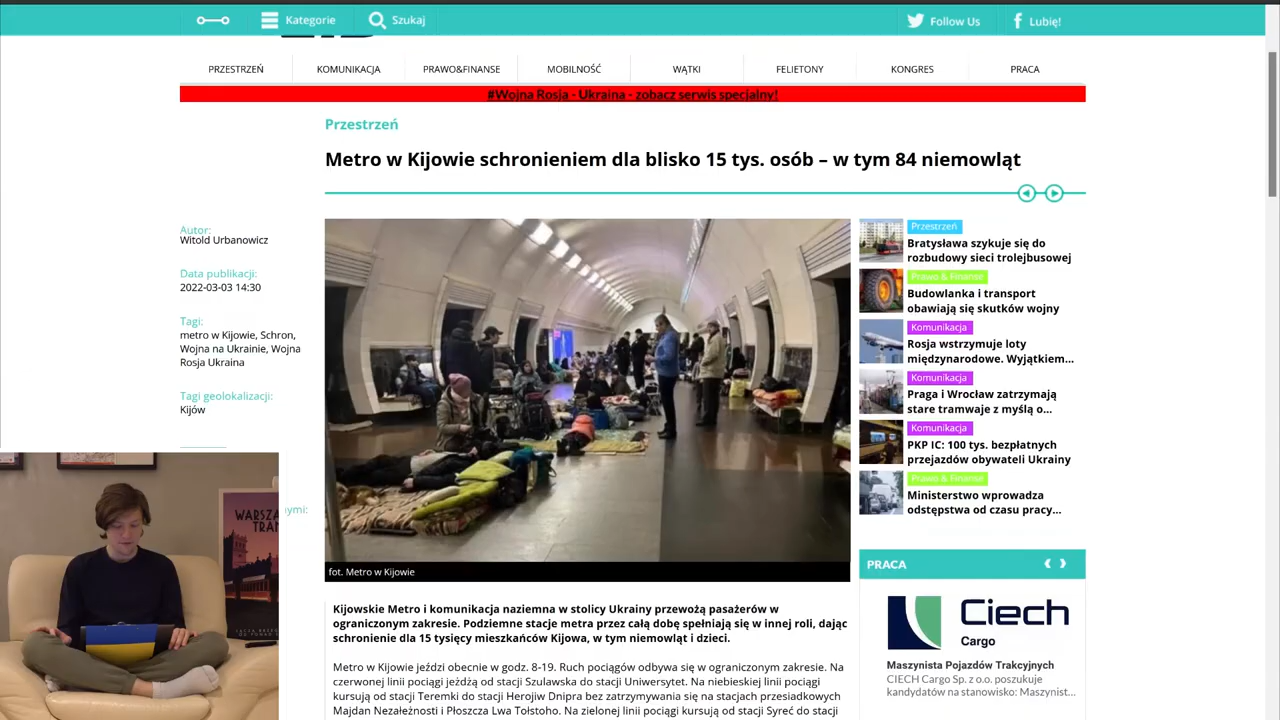 Kategorie
Szukaj
Follow Us
Lubię!
PRZESTRZEŃ
KOMUNIKACJA
PRAWO&FINANSE
MOBILNOŚĆ
WĄTKI
FELIETONY
KONGRES
PRACA
#Wojna Rosja - Ukraina - zobacz serwis specjalny!
Przestrzeń
Metro w Kijowie schronieniem dla blisko 15 tys. osób – w tym 84 niemowląt
Autor:
Witold Urbanowicz
Data publikacji:
2022-03-03 14:30
Tagi:
metro w Kijowie, Schron,
Wojna na Ukrainie, Wojna
Rosja Ukraina
Tagi geolokalizacji:
Kijów
ymi:
WARSZA
TRAM
fot. Metro w Kijowie
Kijowskie Metro i komunikacja naziemna w stolicy Ukrainy przewożą pasażerów w
ograniczonym zakresie. Podziemne stacje metra przez całą dobę spełniają się w innej roli, dając
schronienie dla 15 tysięcy mieszkańców Kijowa, w tym niemowląt i dzieci.
Metro w Kijowie jeździ obecnie w godz. 8-19. Ruch pociągów odbywa się w ograniczonym zakresie. Na
czerwonej linii pociągi jeżdżą od stacji Szulawska do stacji Uniwersytet. Na niebieskiej linii pociągi
kursują od stacji Teremki do stacji Herojiw Dnipra bez zatrzymywania się na stacjach przesiadkowych
Majdan Nezależnosti i Płoszcza Lwa Tołstoho. Na zielonej linii pociągi kursują od stacji Syreć do stacji
Przestrzeń
Bratysława szykuje się do
rozbudowy sieci trolejbusowej
Prawo & Finanse
Budowlanka i transport
obawiają się skutków wojny
Komunikacja
Rosja wstrzymuje loty
międzynarodowe. Wyjątkiem...
Komunikacja
Praga i Wrocław zatrzymają
stare tramwaje z myślą o...
Komunikacja
PKP IC: 100 tys. bezpłatnych
przejazdów obywateli Ukrainy
Prawo & Finanse
Ministerstwo wprowadza
odstępstwa od czasu pracy...
PRACA
Ciech
Cargo
Maszynista Pojazdów Trakcyjnych
CIECH Cargo Sp. z o.o. poszukuje
kandydatów na stanowisko: Maszynist...